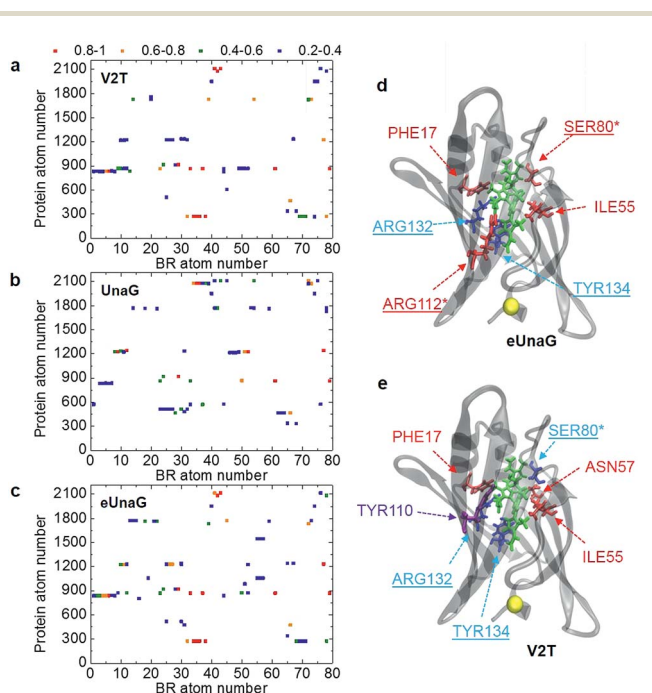 0.8-1 0.6-0.8 0.4-0.6 0.2-0.4
a
V2T
2100
1800
1500
1200
900
600
300
0
0 10 20 30 40 50 60 70 80
Protein atom number
BR atom number
b
UnaG
2100
1800
1500
1200
900
600
300
0
0 10 20 30 40 50 60 70 80
Protein atom number
BR atom number
c
eUnaG
2100
1800
1500
1200
900
600
300
0
0 10 20 30 40 50 60 70 80
Protein atom number
BR atom number
d
PHE17
SER80*
ARG132
ILE55
ARG112*
TYR134
eUnaG
e
PHE17
SER80*
ASN57
TYR110
ILE55
ARG132
TYR134
V2T